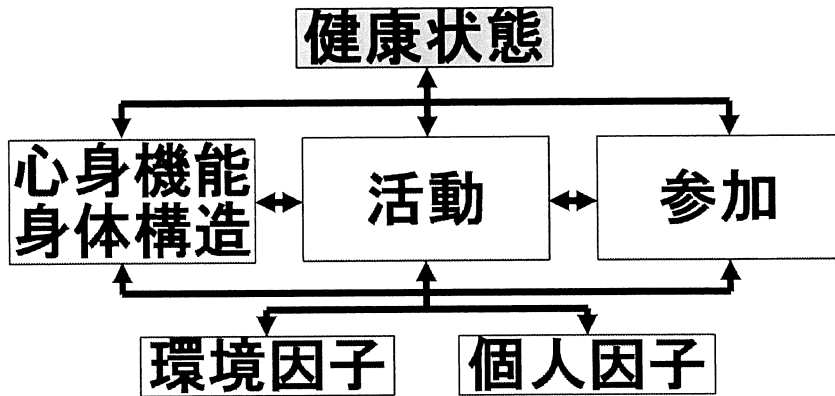 健康状態
心身機能
身体構造
活動
参加
環境因子
個人因子